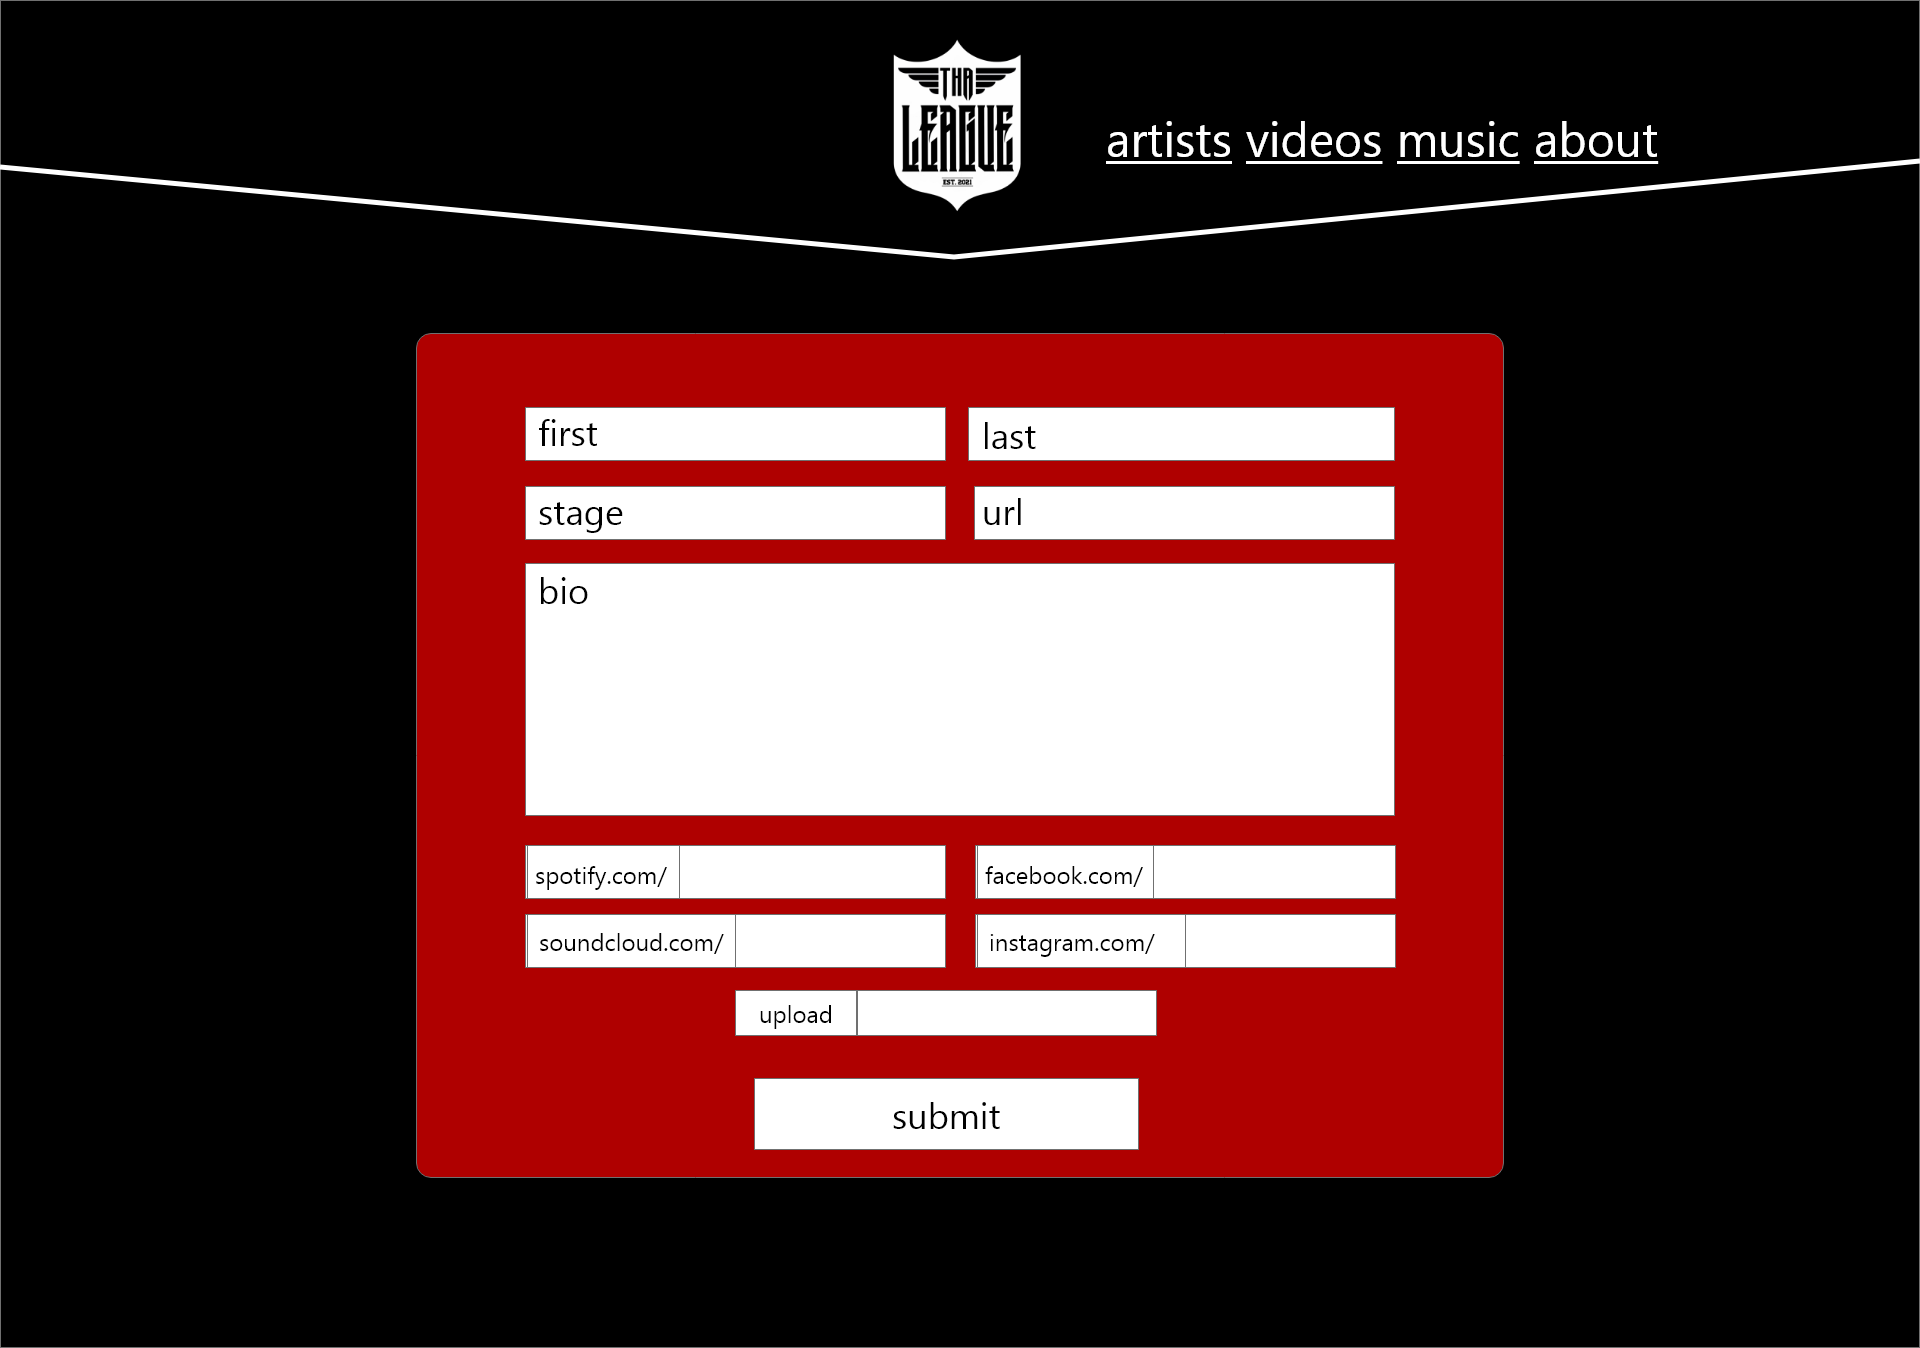 THA
LEAGUE
EST. 2021
artists videos music about
first
last
stage
url
bio
spotify.com/
facebook.com/
soundcloud.com/
instagram.com/
upload
submit